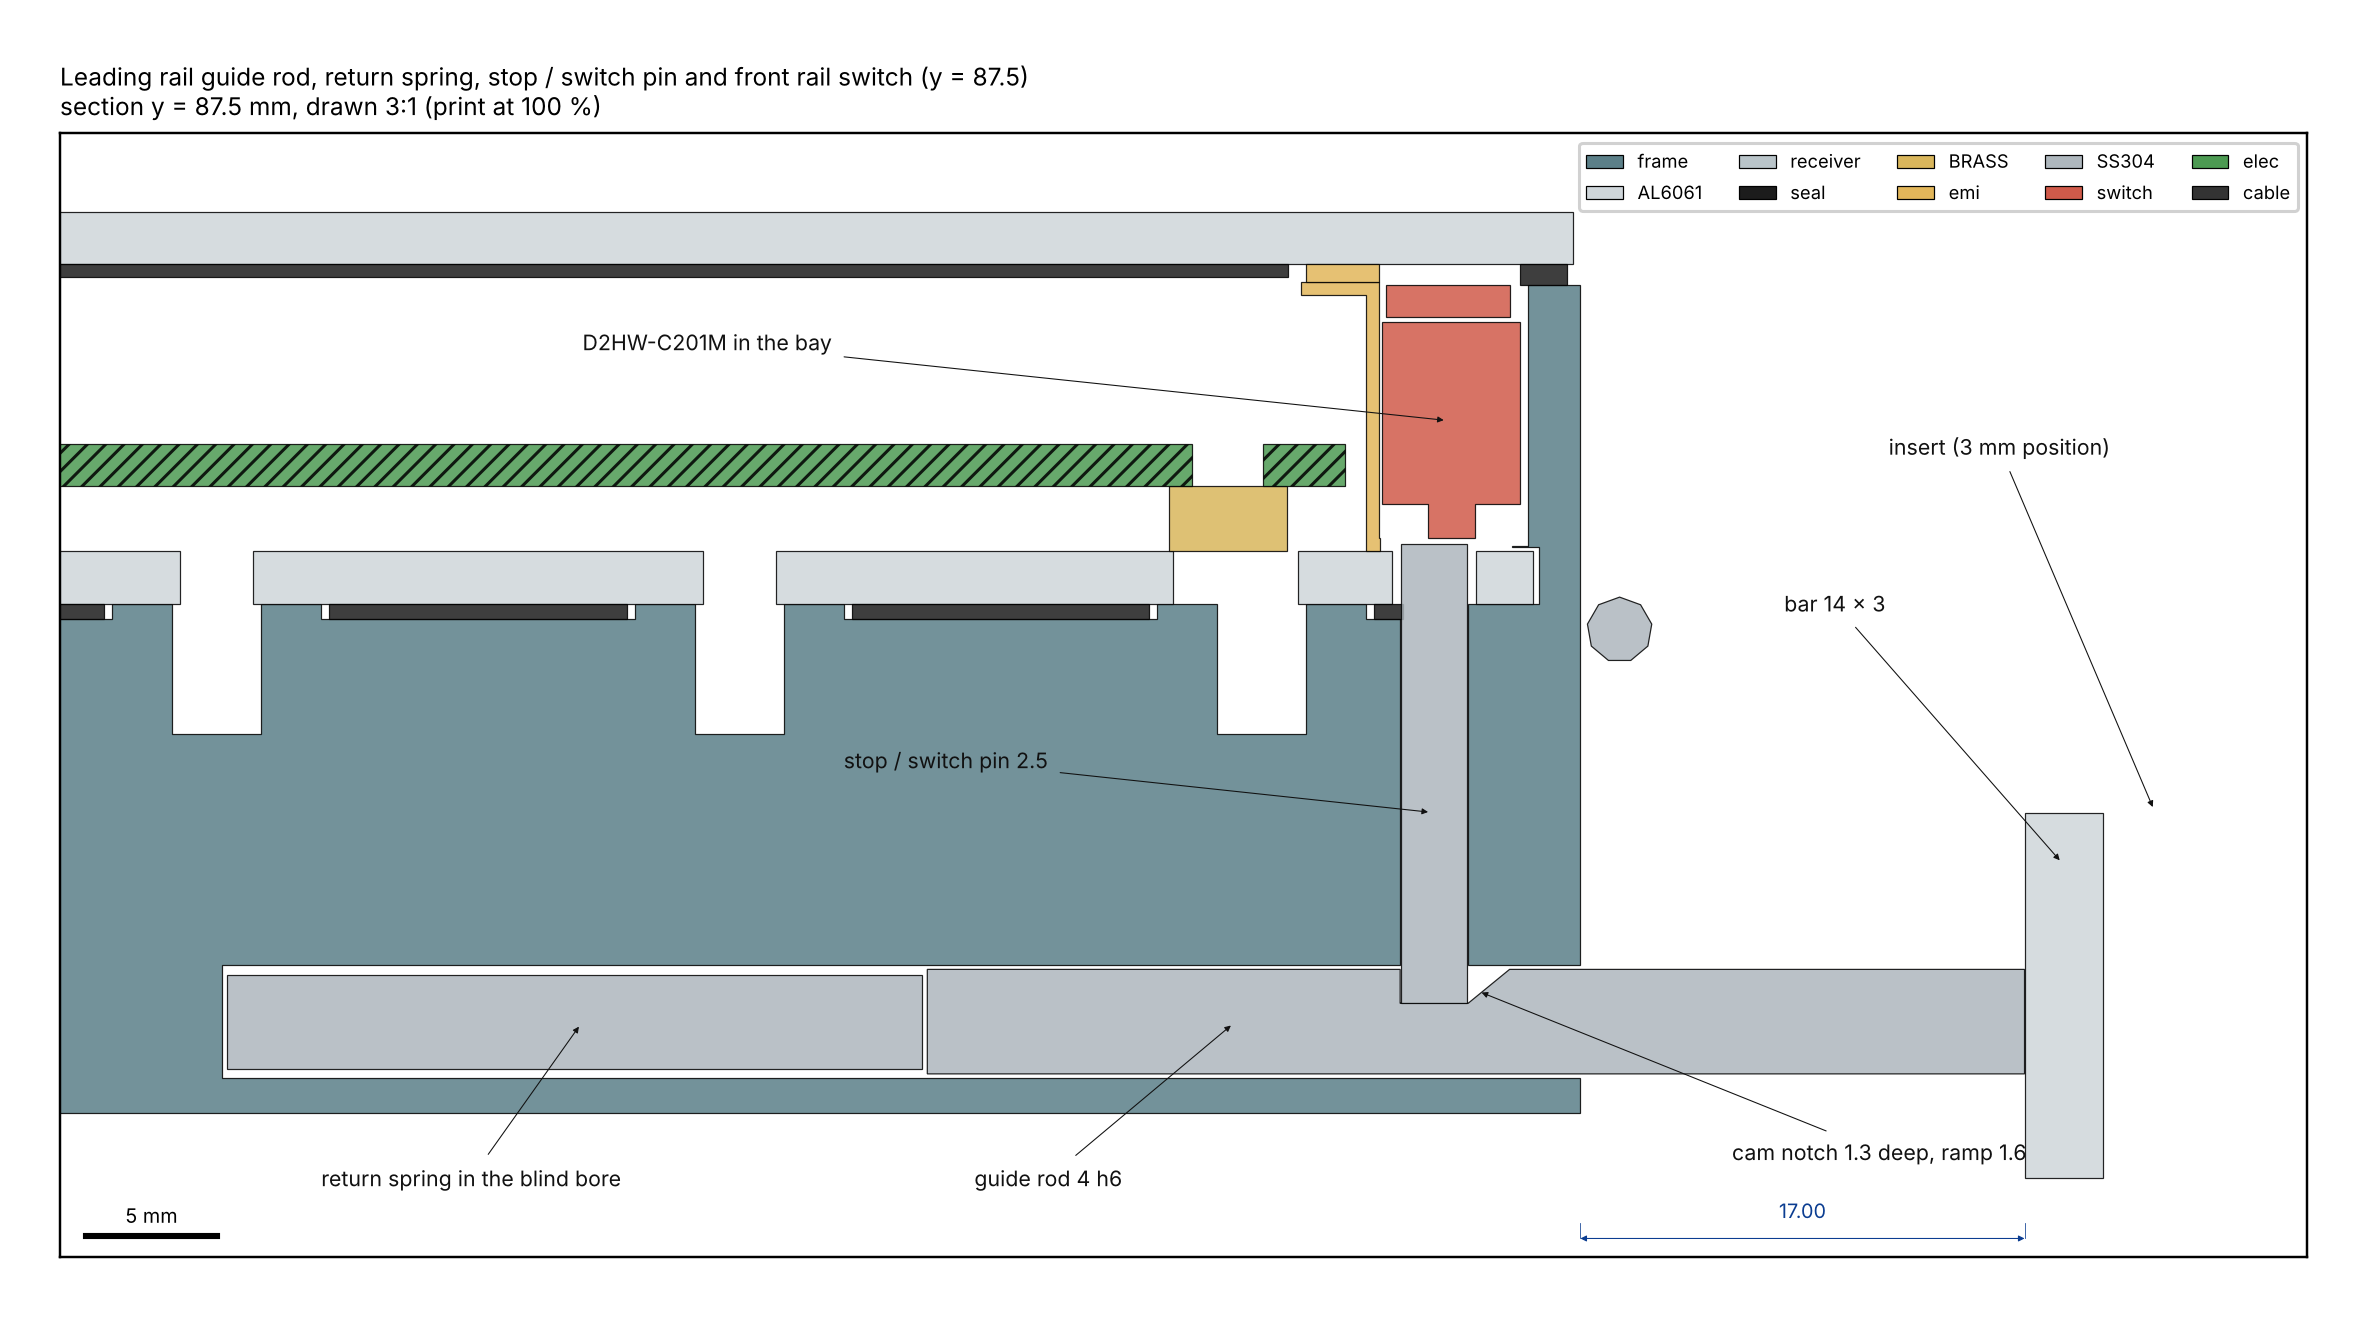 Leading rail guide rod, return spring, stop / switch pin and front rail switch (y = 87.5)
section y = 87.5 mm, drawn 3:1 (print at 100 %)
frame
receiver
BRASS
SS304
elec
AL6061
seal
emi
switch
cable
D2HW-C201M in the bay
insert (3 mm position)
bar 14 × 3
stop / switch pin 2.5
cam notch 1.3 deep, ramp 1.6
return spring in the blind bore
guide rod 4 h6
5 mm
17.00